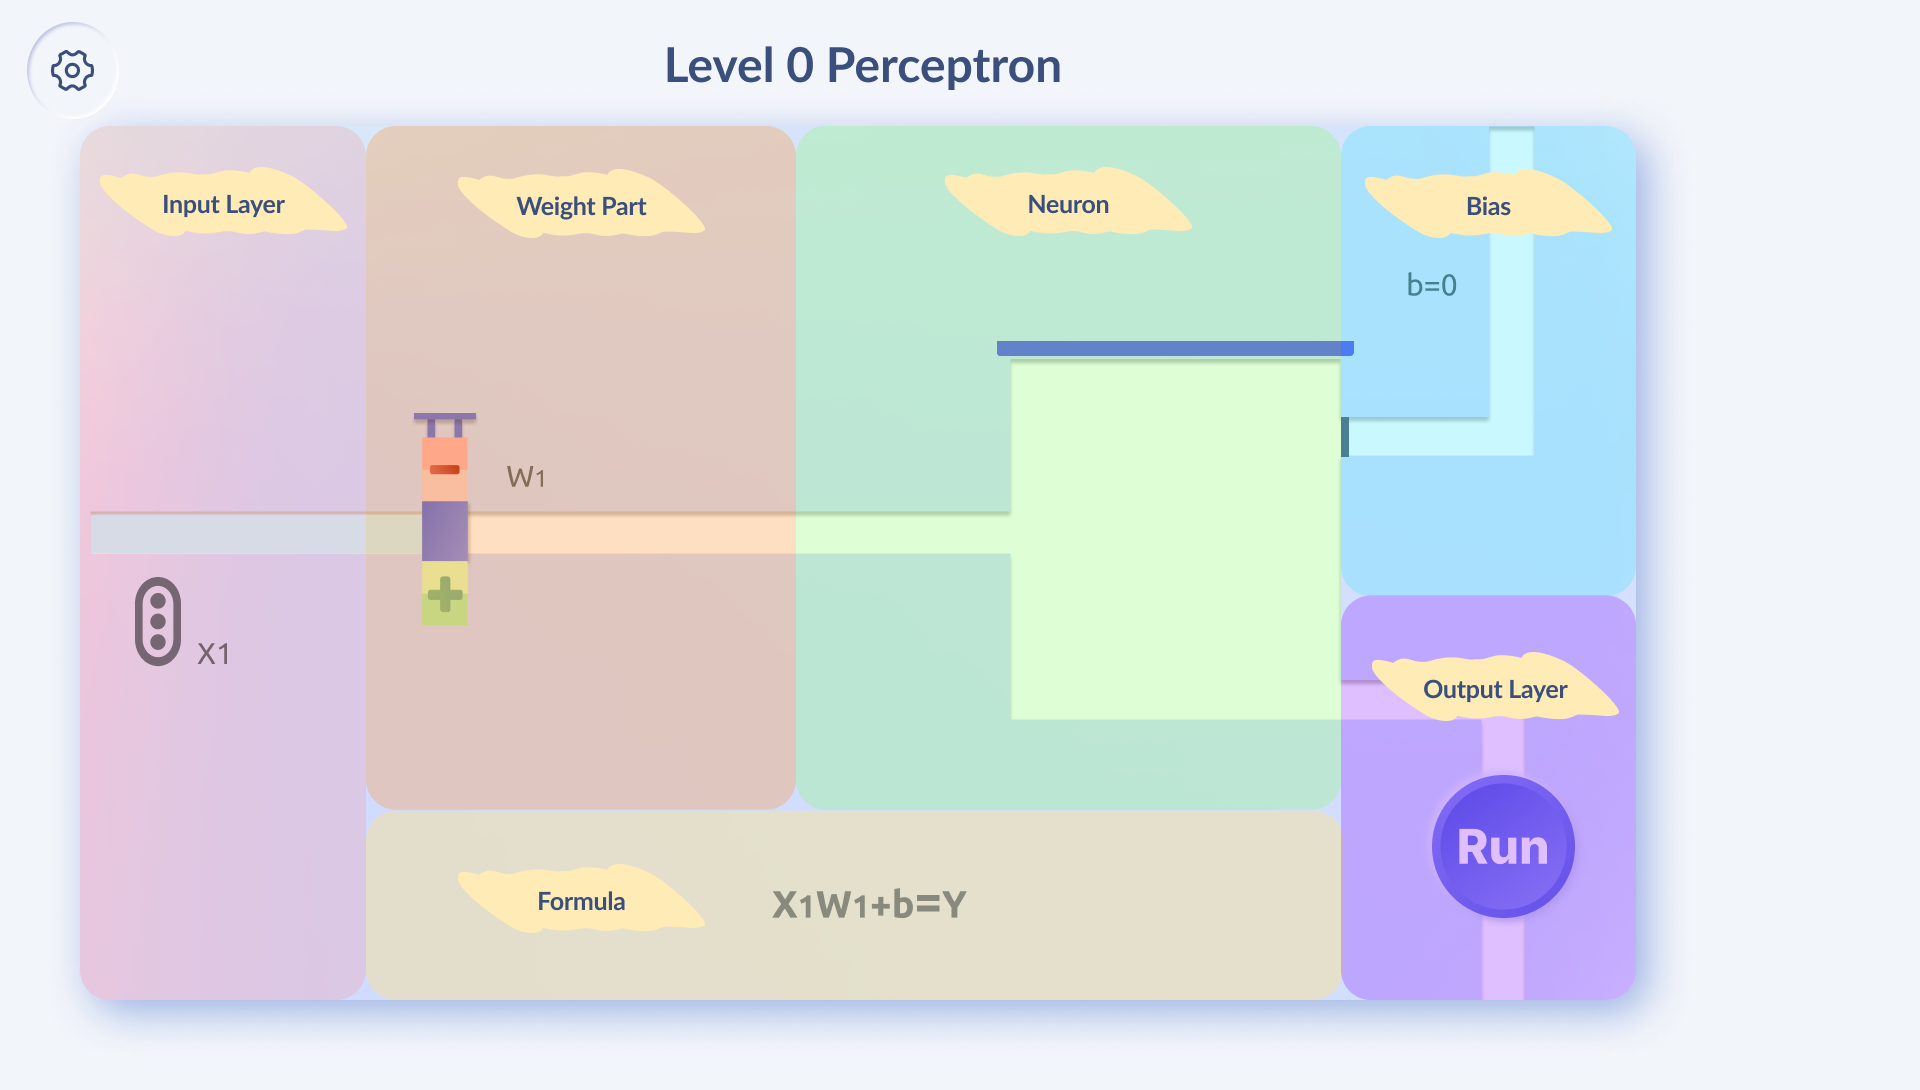 Level 0 Perceptron
Input Layer
Weight Part
Neuron
Bias
b=0
W1
X1
Output Layer
Run
Formula
X1W1+b=Y